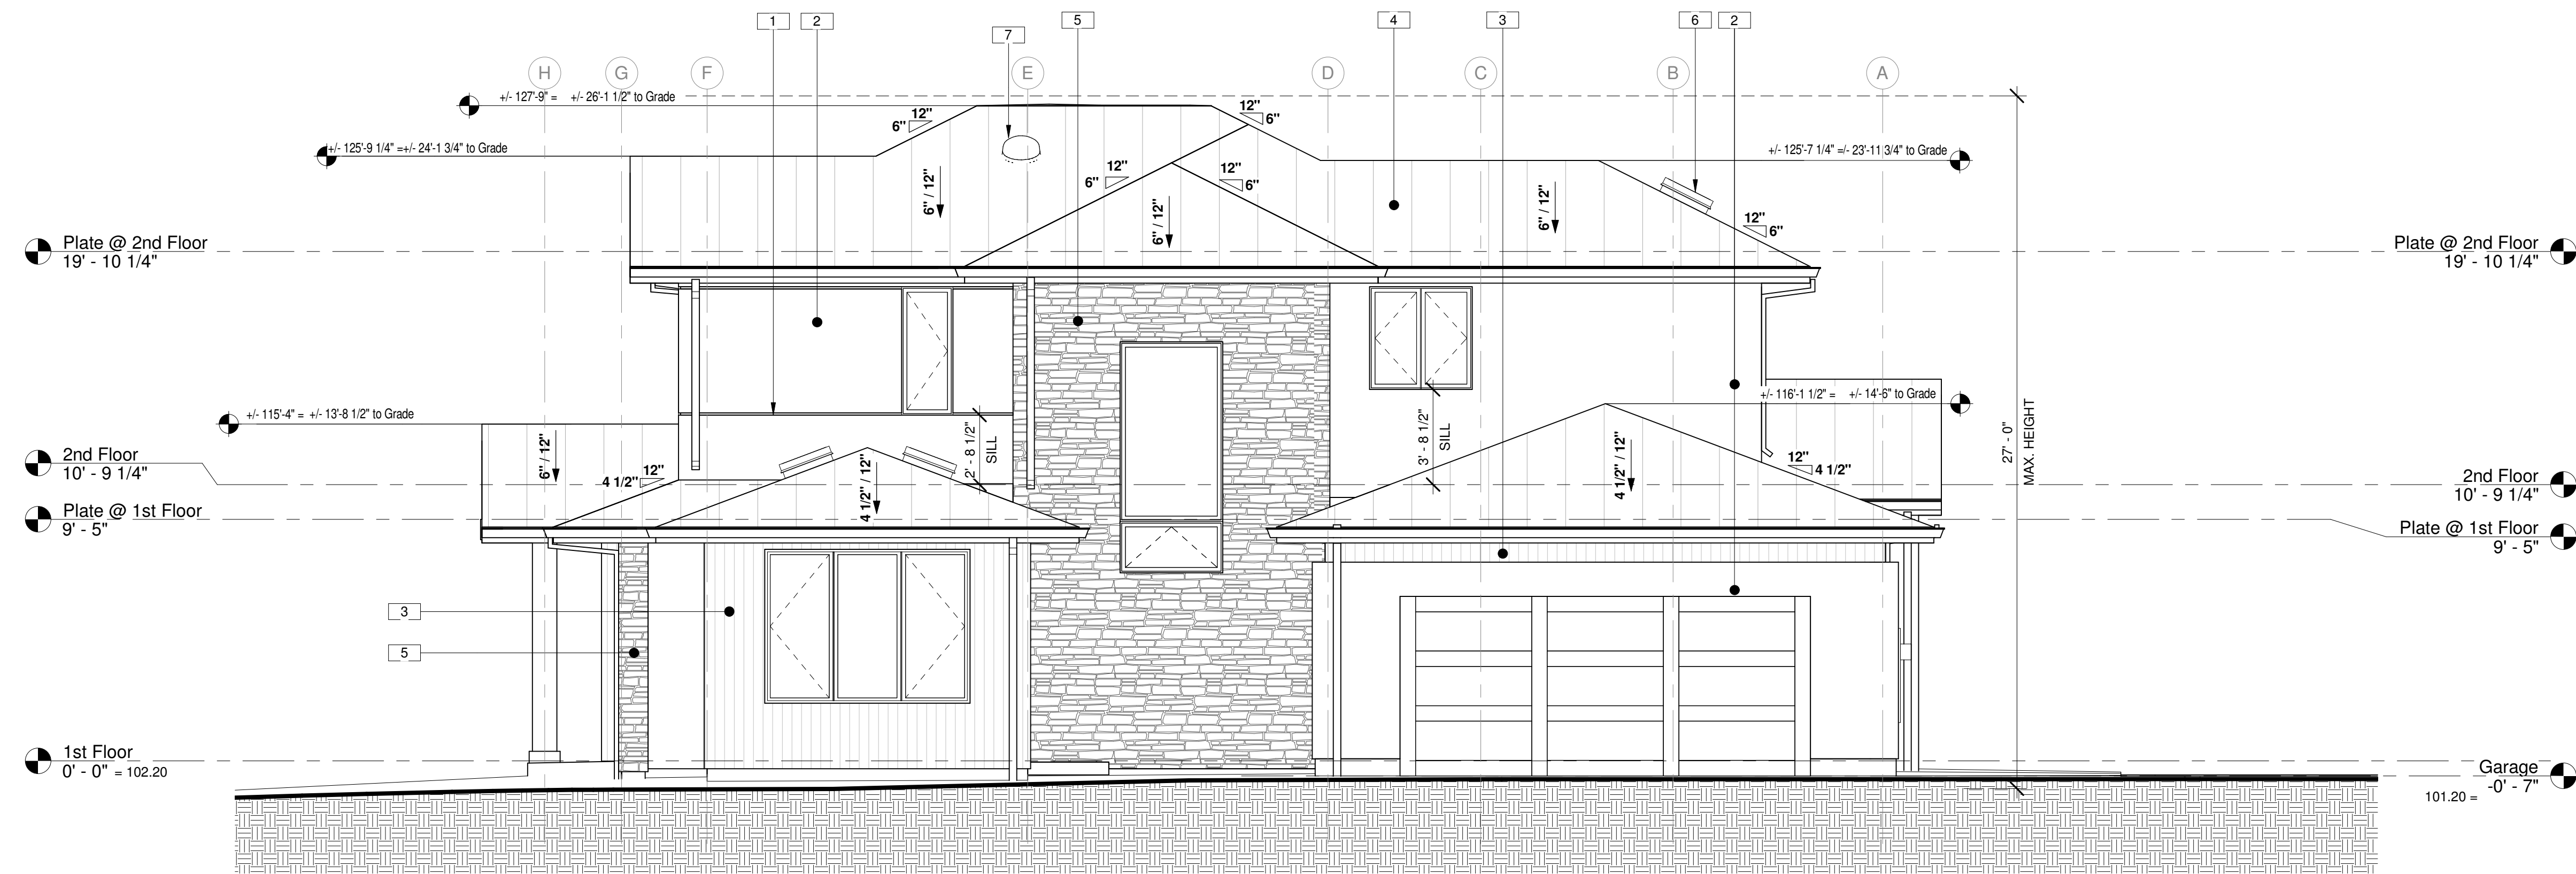 1
2
5
4
3
6
2
7
H
G
F
E
D
C
B
A
+/- 127'-9" = +/- 26'-1 1/2" to Grade
12"
6"
12"
6"
+/- 125'-9 1/4" =+/- 24'-1 3/4" to Grade
+/- 125'-7 1/4" =/- 23'-11 3/4" to Grade
12"
6"
12"
6"
6" / 12"
6" / 12"
6" / 12"
12"
6"
Plate @ 2nd Floor
19' - 10 1/4"
Plate @ 2nd Floor
19' - 10 1/4"
+/- 116'-1 1/2" = +/- 14'-6" to Grade
+/- 115'-4" = +/- 13'-8 1/2" to Grade
27' - 0"
MAX. HEIGHT
2' - 8 1/2"
SILL
3' - 8 1/2"
SILL
6" / 12"
12"
4 1/2"
4 1/2" / 12"
4 1/2" / 12"
12"
4 1/2"
2nd Floor
10' - 9 1/4"
2nd Floor
10' - 9 1/4"
Plate @ 1st Floor
9' - 5"
Plate @ 1st Floor
9' - 5"
3
5
1st Floor
0' - 0" = 102.20
Garage
-0' - 7"
101.20 =